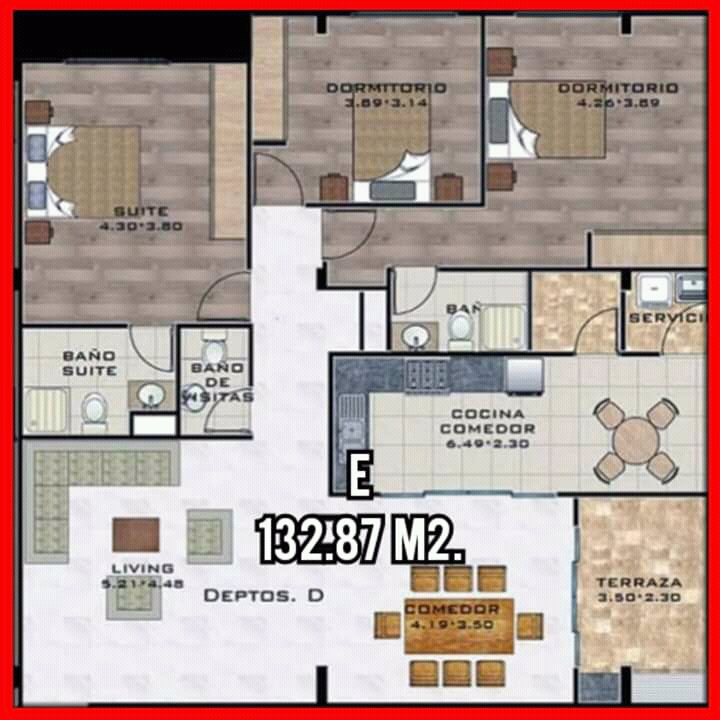 DORMITORIO
3.89*3.14
DORMITORIO
4.26*3.89
SUITE
4.30*3.80
BAÑ
SERVICI
BAÑO
SUITE
BAÑO
DE
VISITAS
COCINA
COMEDOR
6.49*2.30
E
132.87 M2.
LIVING
5.21*4.48
DEPTOS. D
COMEDOR
4.19*3.50
TERRAZA
3.50*2.30